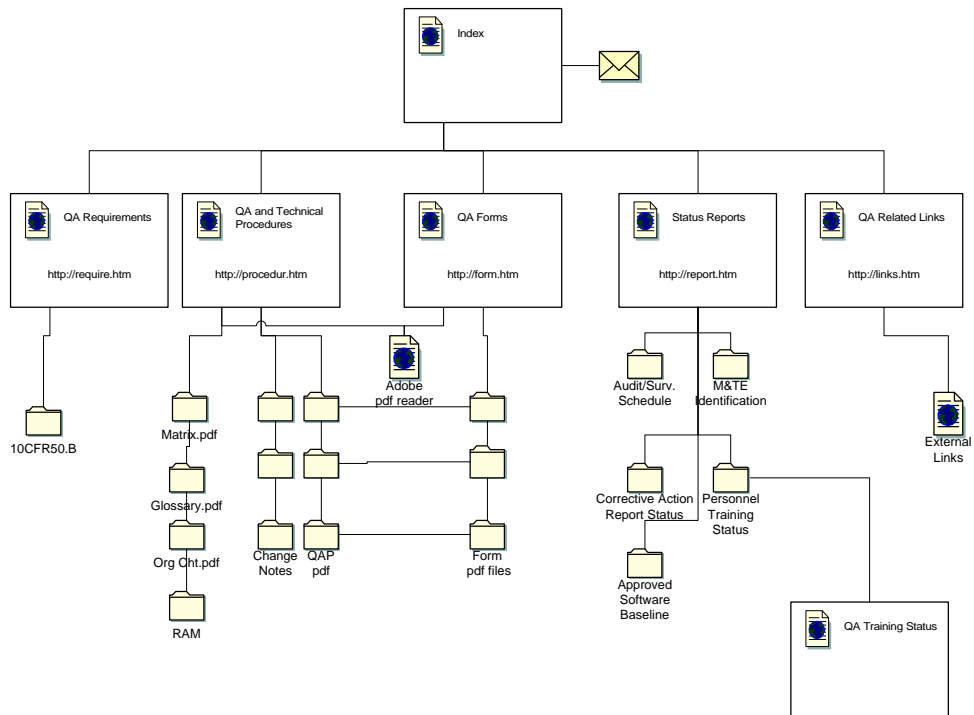 Index
QA Requirements
http://require.htm
QA and Technical
Procedures
http://procedur.htm
QA Forms
http://form.htm
Status Reports
http://report.htm
QA Related Links
http://links.htm
10CFR50.B
Matrix.pdf
Glossary.pdf
Org Cht.pdf
RAM
Change
Notes
QAP
pdf
Adobe
pdf reader
Form
pdf files
Audit/Surv.
Schedule
M&TE
Identification
Corrective Action
Report Status
Personnel
Training
Status
Approved
Software
Baseline
External
Links
QA Training Status